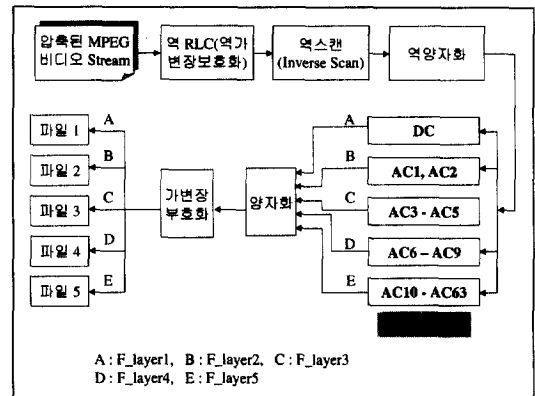 압축된 MPEG
비디오 Stream
역 RLC(역가
변장보호화)
역스캔
(Inverse Scan)
역양자화
파일 1
파일 2
파일 3
파일 4
파일 5
A
B
C
D
E
가변장
부호화
양자화
A
B
C
D
E
DC
AC1, AC2
AC3 - AC5
AC6 – AC9
AC10 - AC63
A : F_layer1, B : F_layer2, C : F_layer3
D : F_layer4, E : F_layer5